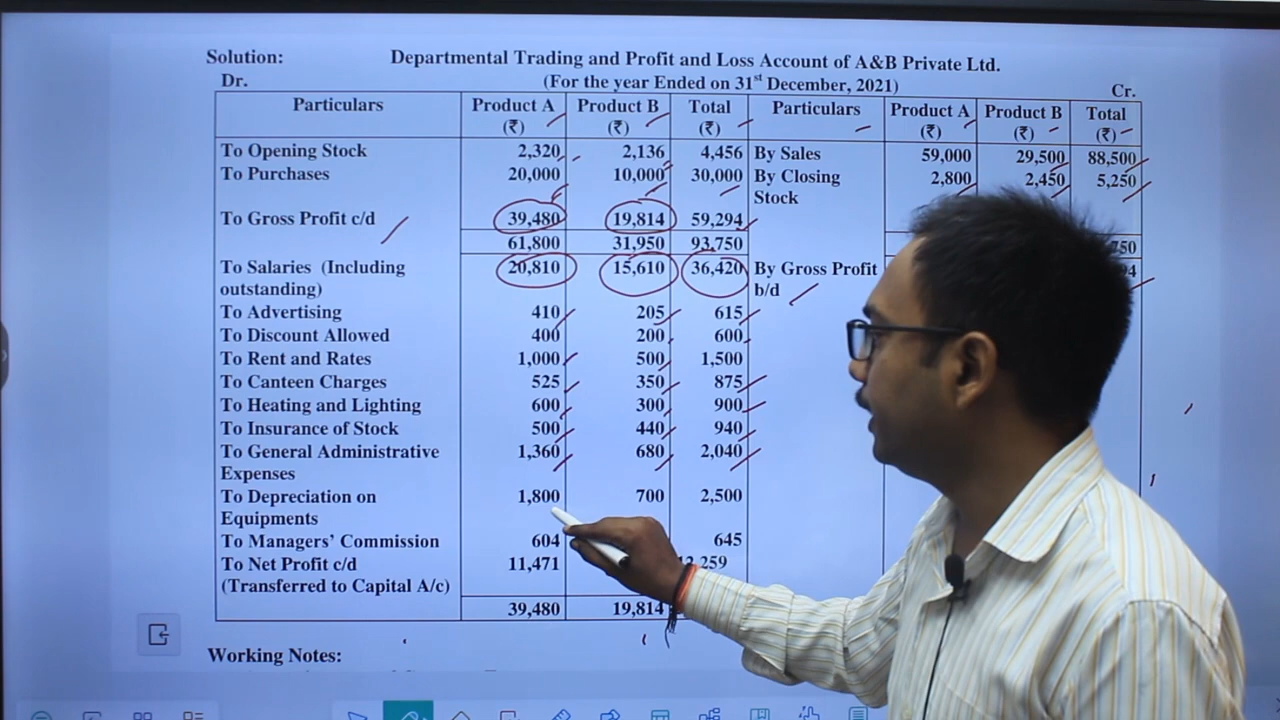 Solution: Departmental Trading and Profit and Loss Account of A&B Private Ltd.
Dr. (For the year Ended on 31st December, 2021) Cr.
Particulars Product A Product B Total Particulars Product A Product B Total
(₹) (₹) (₹) (₹) (₹) (₹)
To Opening Stock 2,320 2,136 4,456 By Sales 59,000 29,500 88,500
To Purchases 20,000 10,000 30,000 By Closing 2,800 2,450 5,250
Stock
To Gross Profit c/d 39,480 19,814 59,294
61,800 31,950 93,750 750
To Salaries (Including 20,810 15,610 36,420 By Gross Profit 4
outstanding) b/d
To Advertising 410 205 615
To Discount Allowed 400 200 600
To Rent and Rates 1,000 500 1,500
To Canteen Charges 525 350 875
To Heating and Lighting 600 300 900
To Insurance of Stock 500 440 940
To General Administrative 1,360 680 2,040
Expenses
To Depreciation on 1,800 700 2,500
Equipments
To Managers' Commission 604 645
To Net Profit c/d 11,471 259
(Transferred to Capital A/c)
39,480 19,814
Working Notes: